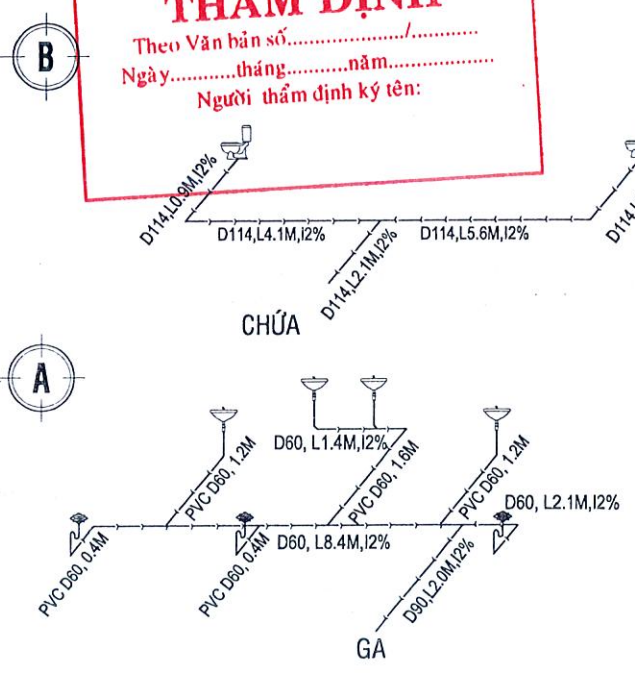 THẨM ĐỊNH
Theo Văn bản số..................../............
Ngày............tháng...........năm...................
Người thẩm định ký tên:
B
D114,L0.9M,I2%
D114,L4.1M,I2%
D114,L5.6M,I2%
D114,L
D114,L2.1M,I2%
CHỨA
A
D60, L1.4M,I2%
PVC D60, 1.2M
PVC D60, 1.6M
PVC D60, 1.2M
D60, L2.1M,I2%
PVC D60, 0.4M
PVC D60, 0.4M
D60, L8.4M,I2%
D90,L2.0M,I2%
GA